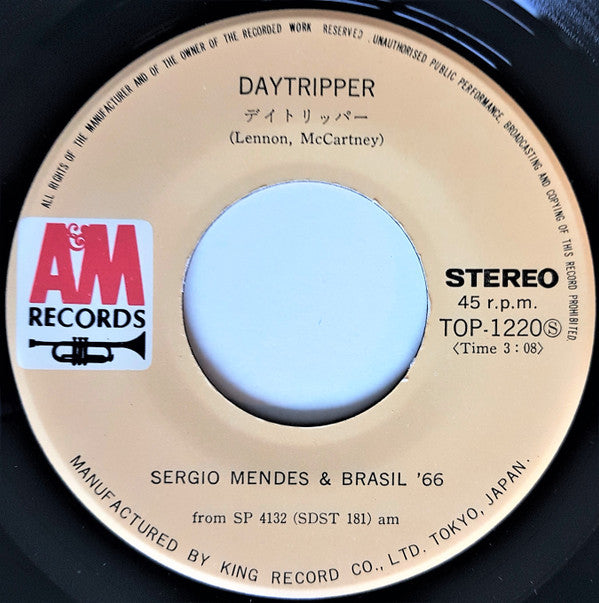 ALL RIGHTS OF THE MANUFACTURER AND OF THE OWNER OF THE RECORDED WORK RESERVED. UNAUTHORISED PUBLIC PERFORMANCE, BROADCASTING AND COPYING OF THIS RECORD PROHIBITED.
DAYTRIPPER
デイトリッパー
(Lennon, McCartney)
A&M
RECORDS
STEREO
45 r.p.m.
TOP-1220Ⓢ
〈Time 3:08〉
SERGIO MENDES & BRASIL '66
from SP 4132 (SDST 181) am
MANUFACTURED BY KING RECORD CO., LTD. TOKYO, JAPAN.